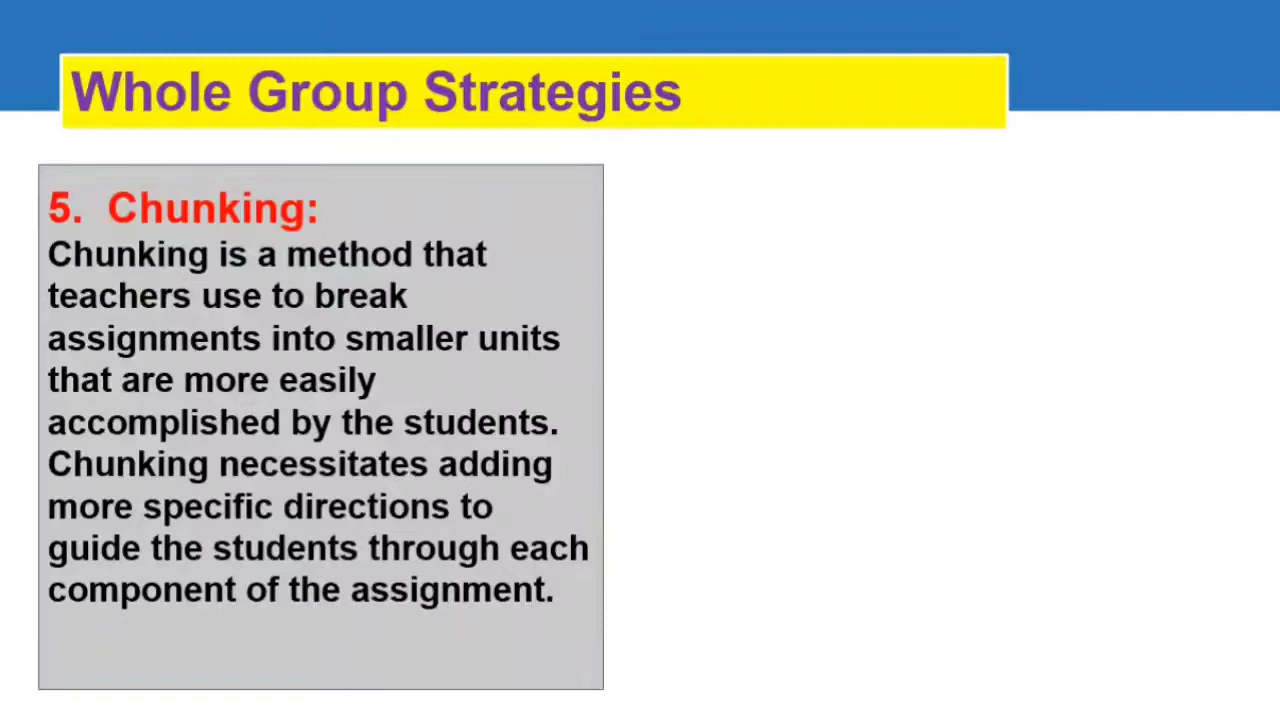 Whole Group Strategies
5. Chunking:
Chunking is a method that
teachers use to break
assignments into smaller units
that are more easily
accomplished by the students.
Chunking necessitates adding
more specific directions to
guide the students through each
component of the assignment.